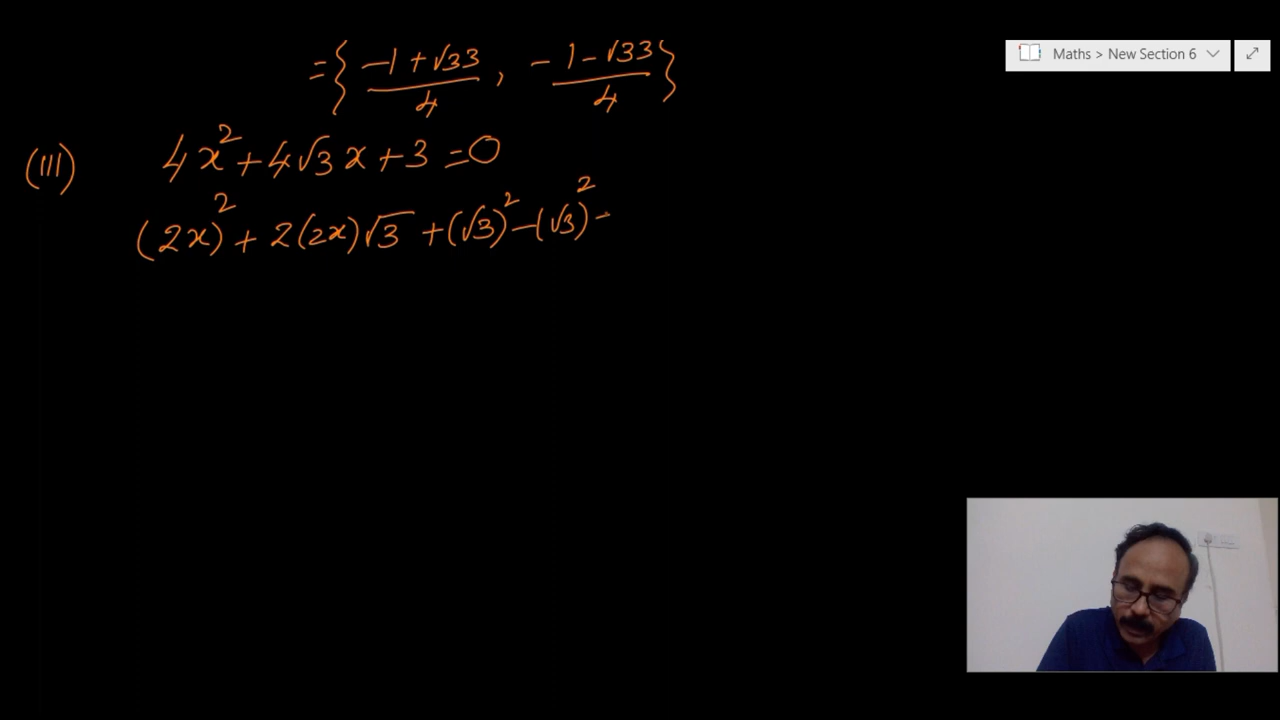 = { (-1 + √33)/4 , (-1 - √33)/4 }
Maths > New Section 6
(III) 4x² + 4√3 x + 3 = 0
(2x)² + 2(2x)√3 + (√3)² - (√3)² -